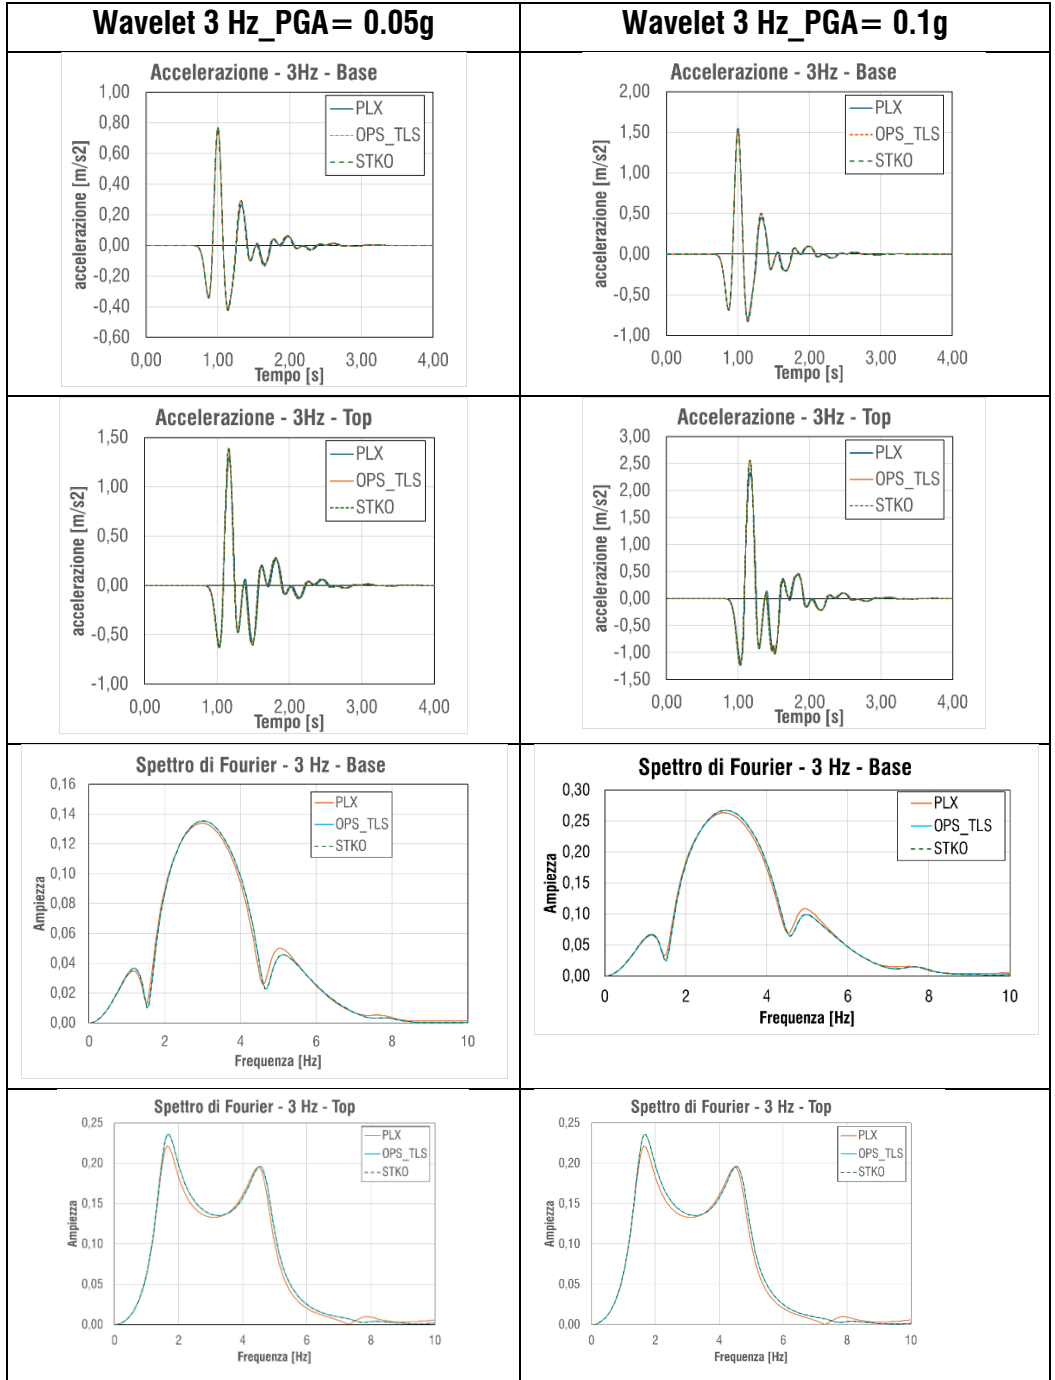 Wavelet 3 Hz_PGA= 0.05g
Wavelet 3 Hz_PGA= 0.1g
Accelerazione - 3Hz - Base
accelerazione [m/s2]
1,00
0,80
0,60
0,40
0,20
0,00
-0,20
-0,40
-0,60
PLX
OPS_TLS
STKO
0,00 1,00 2,00 3,00 4,00
Tempo [s]
Accelerazione - 3Hz - Base
accelerazione [m/s2]
2,00
1,50
1,00
0,50
0,00
-0,50
-1,00
PLX
OPS_TLS
STKO
0,00 1,00 2,00 3,00 4,00
Tempo [s]
Accelerazione - 3Hz - Top
accelerazione [m/s2]
1,50
1,00
0,50
0,00
-0,50
-1,00
PLX
OPS_TLS
STKO
0,00 1,00 2,00 3,00 4,00
Tempo [s]
Accelerazione - 3Hz - Top
accelerazione [m/s2]
3,00
2,50
2,00
1,50
1,00
0,50
0,00
-0,50
-1,00
-1,50
PLX
OPS_TLS
STKO
0,00 1,00 2,00 3,00 4,00
Tempo [s]
Spettro di Fourier - 3 Hz - Base
Ampiezza
0,16
0,14
0,12
0,10
0,08
0,06
0,04
0,02
0,00
PLX
OPS_TLS
STKO
0 2 4 6 8 10
Frequenza [Hz]
Spettro di Fourier - 3 Hz - Base
Ampiezza
0,30
0,25
0,20
0,15
0,10
0,05
0,00
PLX
OPS_TLS
STKO
0 2 4 6 8 10
Frequenza [Hz]
Spettro di Fourier - 3 Hz - Top
Ampiezza
0,25
0,20
0,15
0,10
0,05
0,00
PLX
OPS_TLS
STKO
0 2 4 6 8 10
Frequenza [Hz]
Spettro di Fourier - 3 Hz - Top
Ampiezza
0,25
0,20
0,15
0,10
0,05
0,00
PLX
OPS_TLS
STKO
0 2 4 6 8 10
Frequenza [Hz]